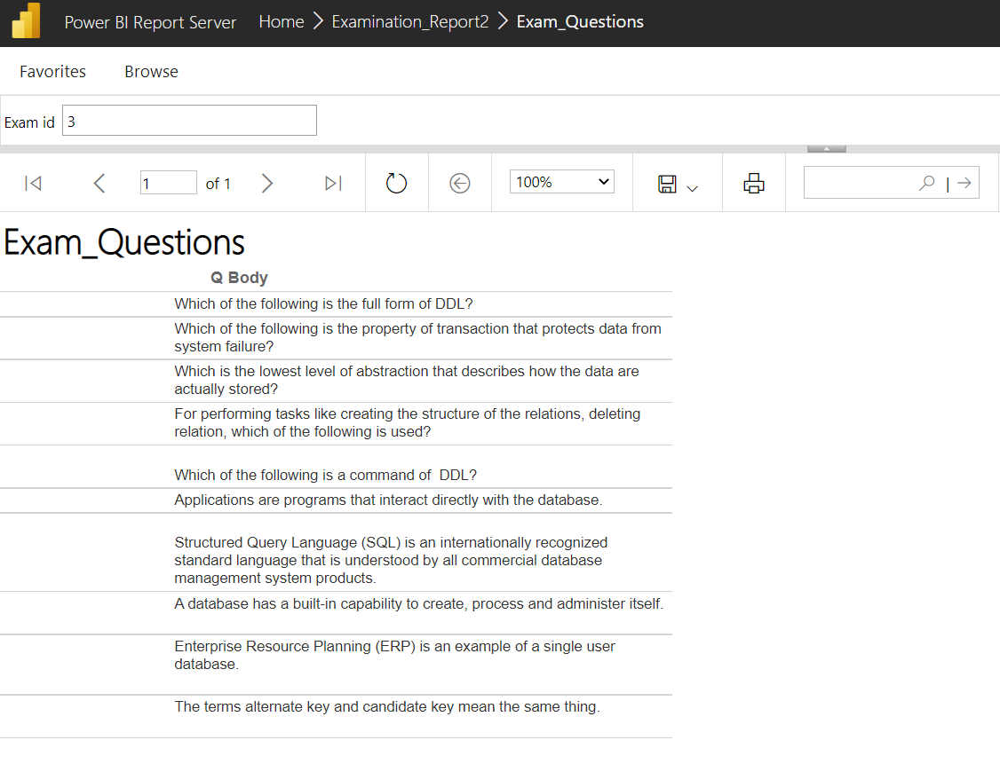 Power BI Report Server Home > Examination_Report2 > Exam_Questions
Favorites Browse
Exam id 3
1 of 1 100% |
Exam_Questions
Q Body
Which of the following is the full form of DDL?
Which of the following is the property of transaction that protects data from
system failure?
Which is the lowest level of abstraction that describes how the data are
actually stored?
For performing tasks like creating the structure of the relations, deleting
relation, which of the following is used?
Which of the following is a command of  DDL?
Applications are programs that interact directly with the database.
Structured Query Language (SQL) is an internationally recognized
standard language that is understood by all commercial database
management system products.
A database has a built-in capability to create, process and administer itself.
Enterprise Resource Planning (ERP) is an example of a single user
database.
The terms alternate key and candidate key mean the same thing.